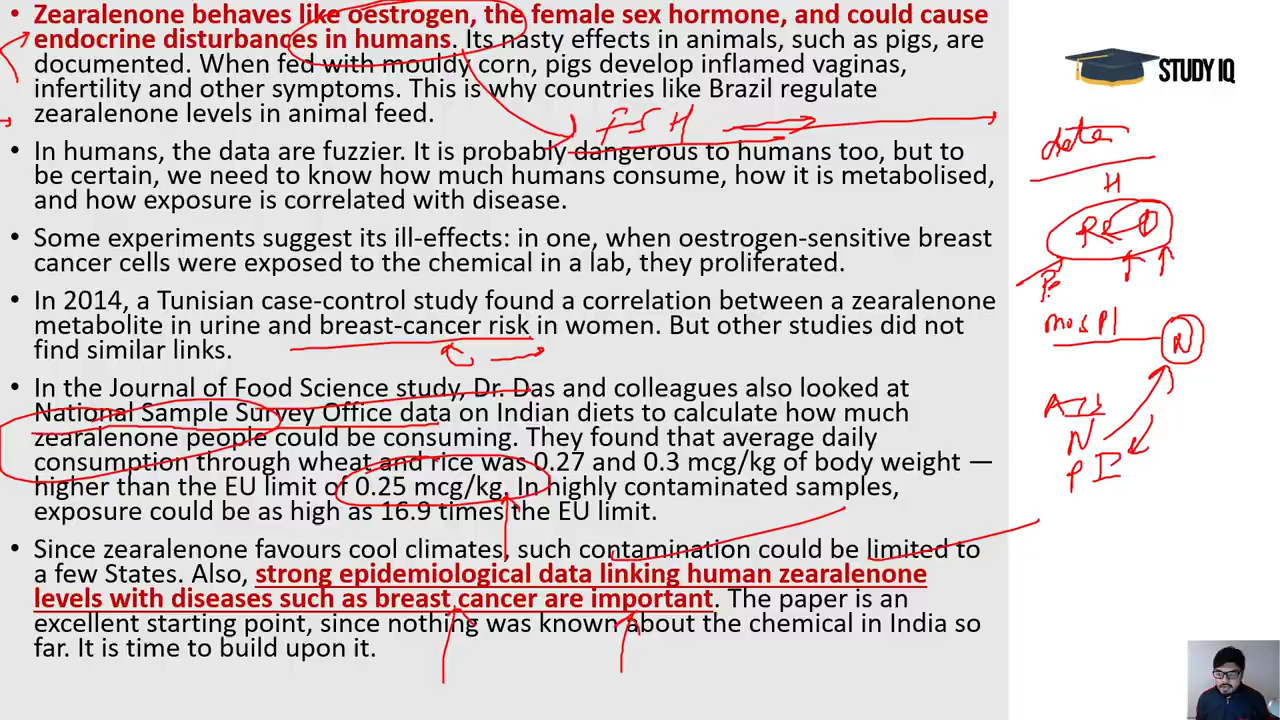 • Zearalenone behaves like oestrogen, the female sex hormone, and could cause
endocrine disturbances in humans. Its nasty effects in animals, such as pigs, are
documented. When fed with mouldy corn, pigs develop inflamed vaginas,
infertility and other symptoms. This is why countries like Brazil regulate
zearalenone levels in animal feed.
FSH
• In humans, the data are fuzzier. It is probably dangerous to humans too, but to
be certain, we need to know how much humans consume, how it is metabolised,
and how exposure is correlated with disease.
• Some experiments suggest its ill-effects: in one, when oestrogen-sensitive breast
cancer cells were exposed to the chemical in a lab, they proliferated.
• In 2014, a Tunisian case-control study found a correlation between a zearalenone
metabolite in urine and breast-cancer risk in women. But other studies did not
find similar links.
• In the Journal of Food Science study, Dr. Das and colleagues also looked at
National Sample Survey Office data on Indian diets to calculate how much
zearalenone people could be consuming. They found that average daily
consumption through wheat and rice was 0.27 and 0.3 mcg/kg of body weight —
higher than the EU limit of 0.25 mcg/kg. In highly contaminated samples,
exposure could be as high as 16.9 times the EU limit.
• Since zearalenone favours cool climates, such contamination could be limited to
a few States. Also, strong epidemiological data linking human zearalenone
levels with diseases such as breast cancer are important. The paper is an
excellent starting point, since nothing was known about the chemical in India so
far. It is time to build upon it.
STUDY IQ
H
N